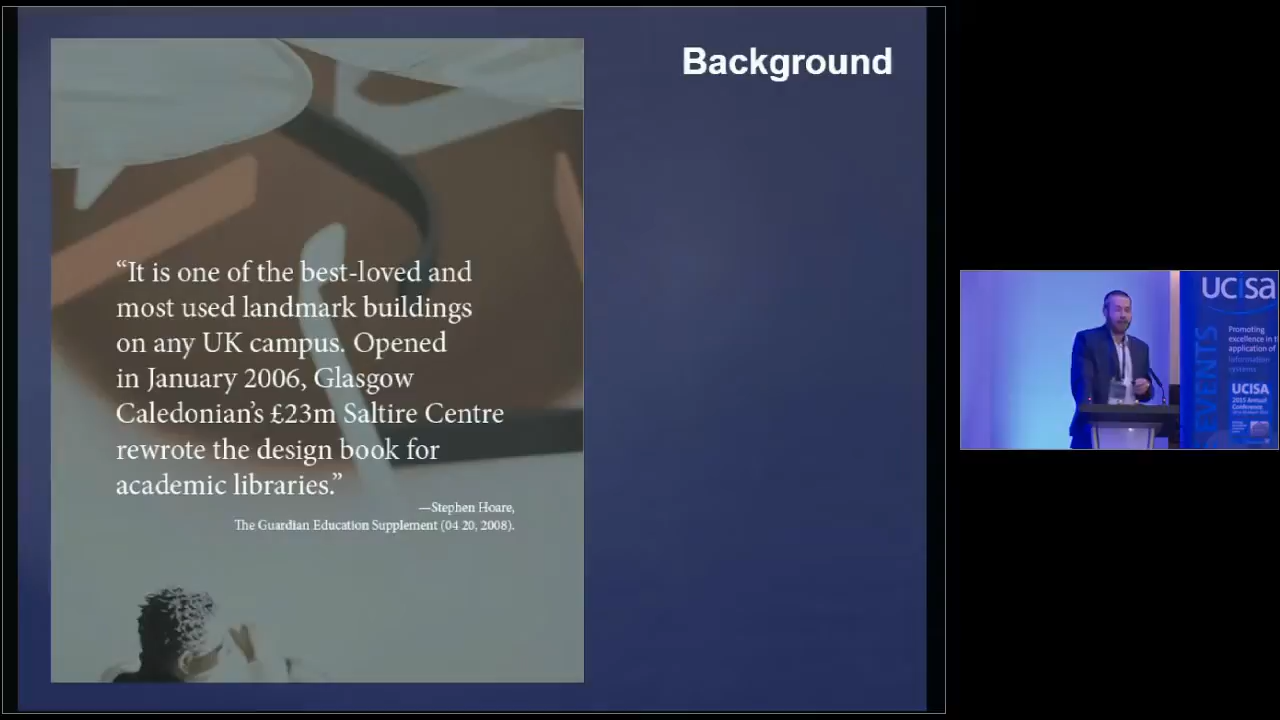 Background
“It is one of the best-loved and
most used landmark buildings
on any UK campus. Opened
in January 2006, Glasgow
Caledonian’s £23m Saltire Centre
rewrote the design book for
academic libraries.”
—Stephen Hoare,
The Guardian Education Supplement (04 20, 2008).
ucisa
EVENTS
Promoting
excellence in t
application of
information
systems
UCISA
2015 Annual
Conference